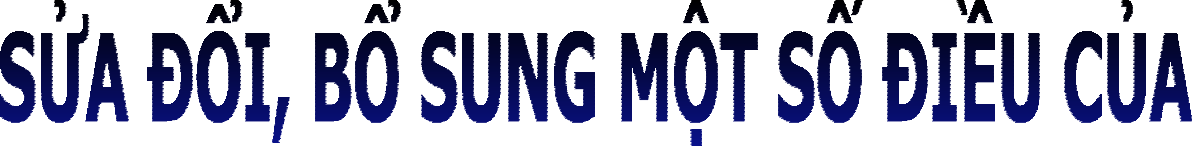 SỬA ĐỔI, BỔ SUNG MỘT SỐ ĐIỀU CỦA